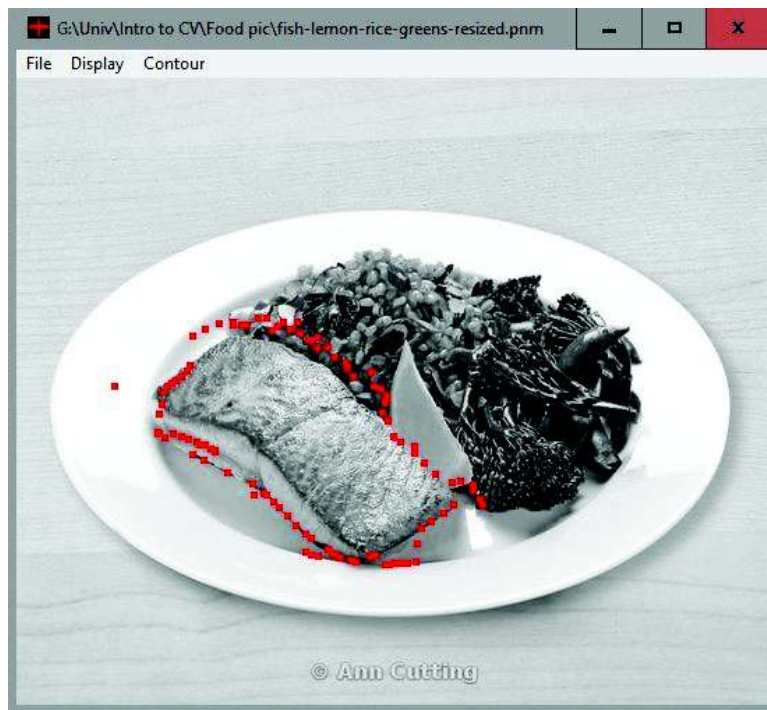 G:\Univ\Intro to CV\Food pic\fish-lemon-rice-greens-resized.pnm
File Display Contour
© Ann Cutting